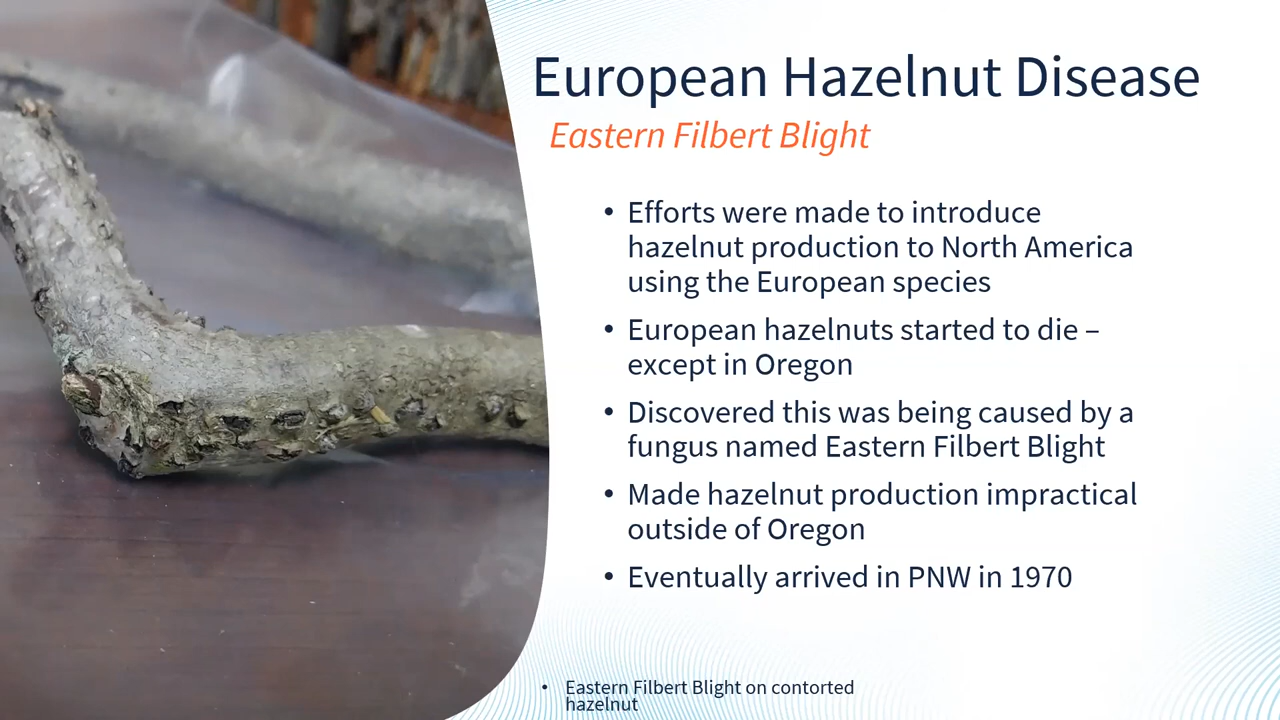 European Hazelnut Disease
Eastern Filbert Blight
• Efforts were made to introduce
hazelnut production to North America
using the European species
• European hazelnuts started to die –
except in Oregon
• Discovered this was being caused by a
fungus named Eastern Filbert Blight
• Made hazelnut production impractical
outside of Oregon
• Eventually arrived in PNW in 1970
• Eastern Filbert Blight on contorted
hazelnut